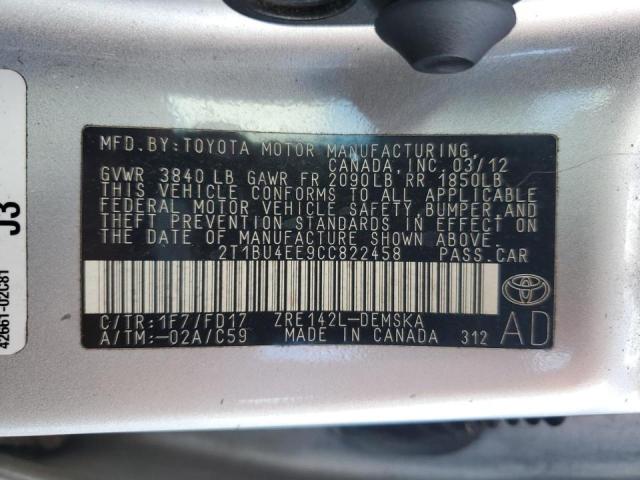 MFD. BY: TOYOTA MOTOR MANUFACTURING
CANADA, INC. 03/12
GVWR 3840 LB GAWR FR 2090LB RR 1850LB
THIS VEHICLE CONFORMS TO ALL APPLICABLE
FEDERAL MOTOR VEHICLE SAFETY, BUMPER, AND
THEFT PREVENTION STANDARDS IN EFFECT ON
THE DATE OF MANUFACTURE SHOWN ABOVE.
2T1BU4EE9CC822458 PASS.CAR
C/TR:1F7/FD17 ZRE142L-DEMSKA
A/TM:-02A/C59 MADE IN CANADA 312
AD
J3
42661-02C81